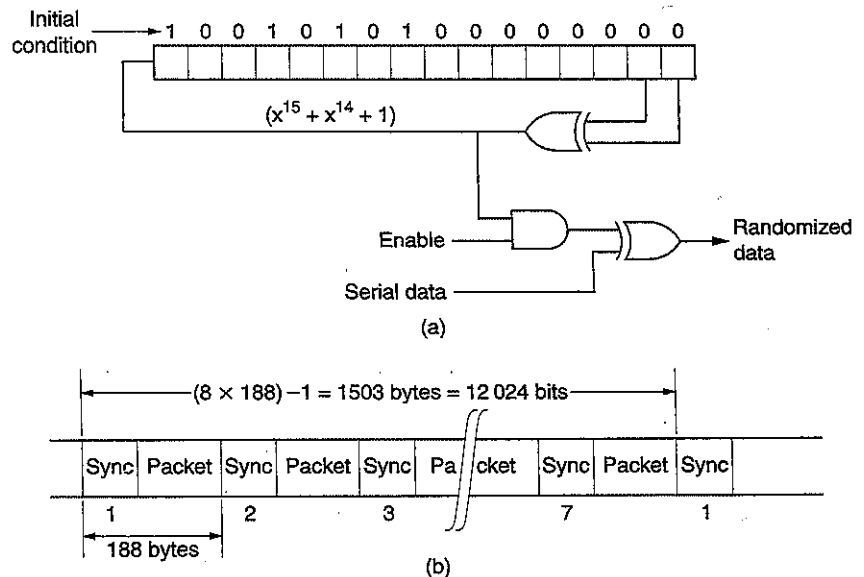 Initial
condition
1 0 0 1 0 1 0 1 0 0 0 0 0 0 0 0
(x¹⁵ + x¹⁴ + 1)
Enable
Serial data
Randomized
data
(a)
(8 × 188) –1 = 1503 bytes = 12 024 bits
Sync Packet Sync Packet Sync Pa cket Sync Packet Sync
1 2 3 7 1
188 bytes
(b)